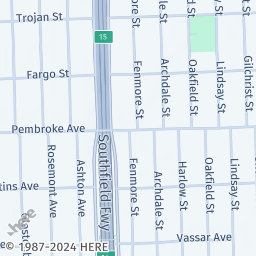 Trojan St
15
Fargo St
Fenmore St
Archdale St
Oakfield St
Lindsay St
Gilchrist St
Pembroke Ave
Southfield Fwy
Rosemont Ave
Ashton Ave
Fenmore St
Archdale St
Harlow St
Oakfield St
Lindsay St
Ave
Vassar Ave
here
© 1987-2024 HERE